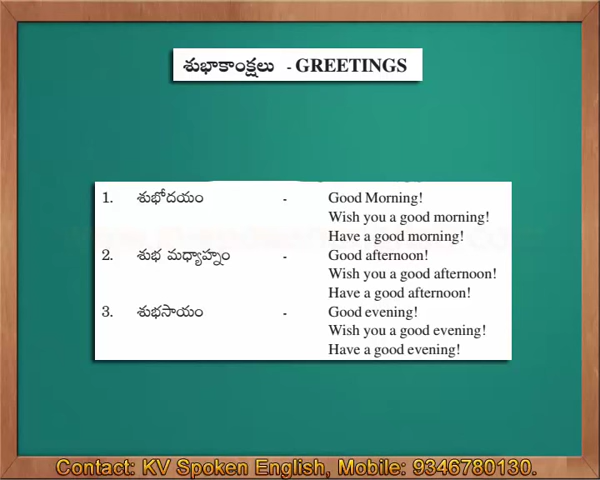 శుభాకాంక్షలు - GREETINGS
1. శుభోదయం - Good Morning!
Wish you a good morning!
Have a good morning!
2. శుభ మధ్యాహ్నం - Good afternoon!
Wish you a good afternoon!
Have a good afternoon!
3. శుభసాయం - Good evening!
Wish you a good evening!
Have a good evening!
Contact: KV Spoken English, Mobile: 9346780130.